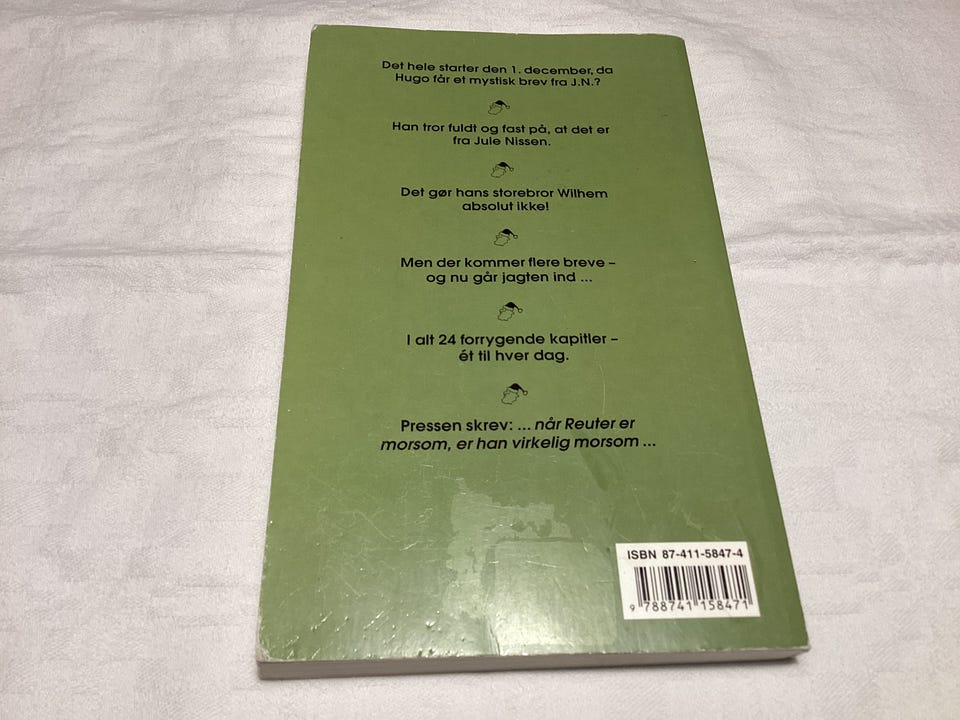 Det hele starter den 1. december, da
Hugo får et mystisk brev fra J.N.?
Han tror fuldt og fast på, at det er
fra Jule Nissen.
Det gør hans storebror Wilhem
absolut ikke!
Men der kommer flere breve –
og nu går jagten ind ...
I alt 24 forrygende kapitler –
ét til hver dag.
Pressen skrev: ... når Reuter er
morsom, er han virkelig morsom ...
ISBN 87-411-5847-4
9 788741 158471